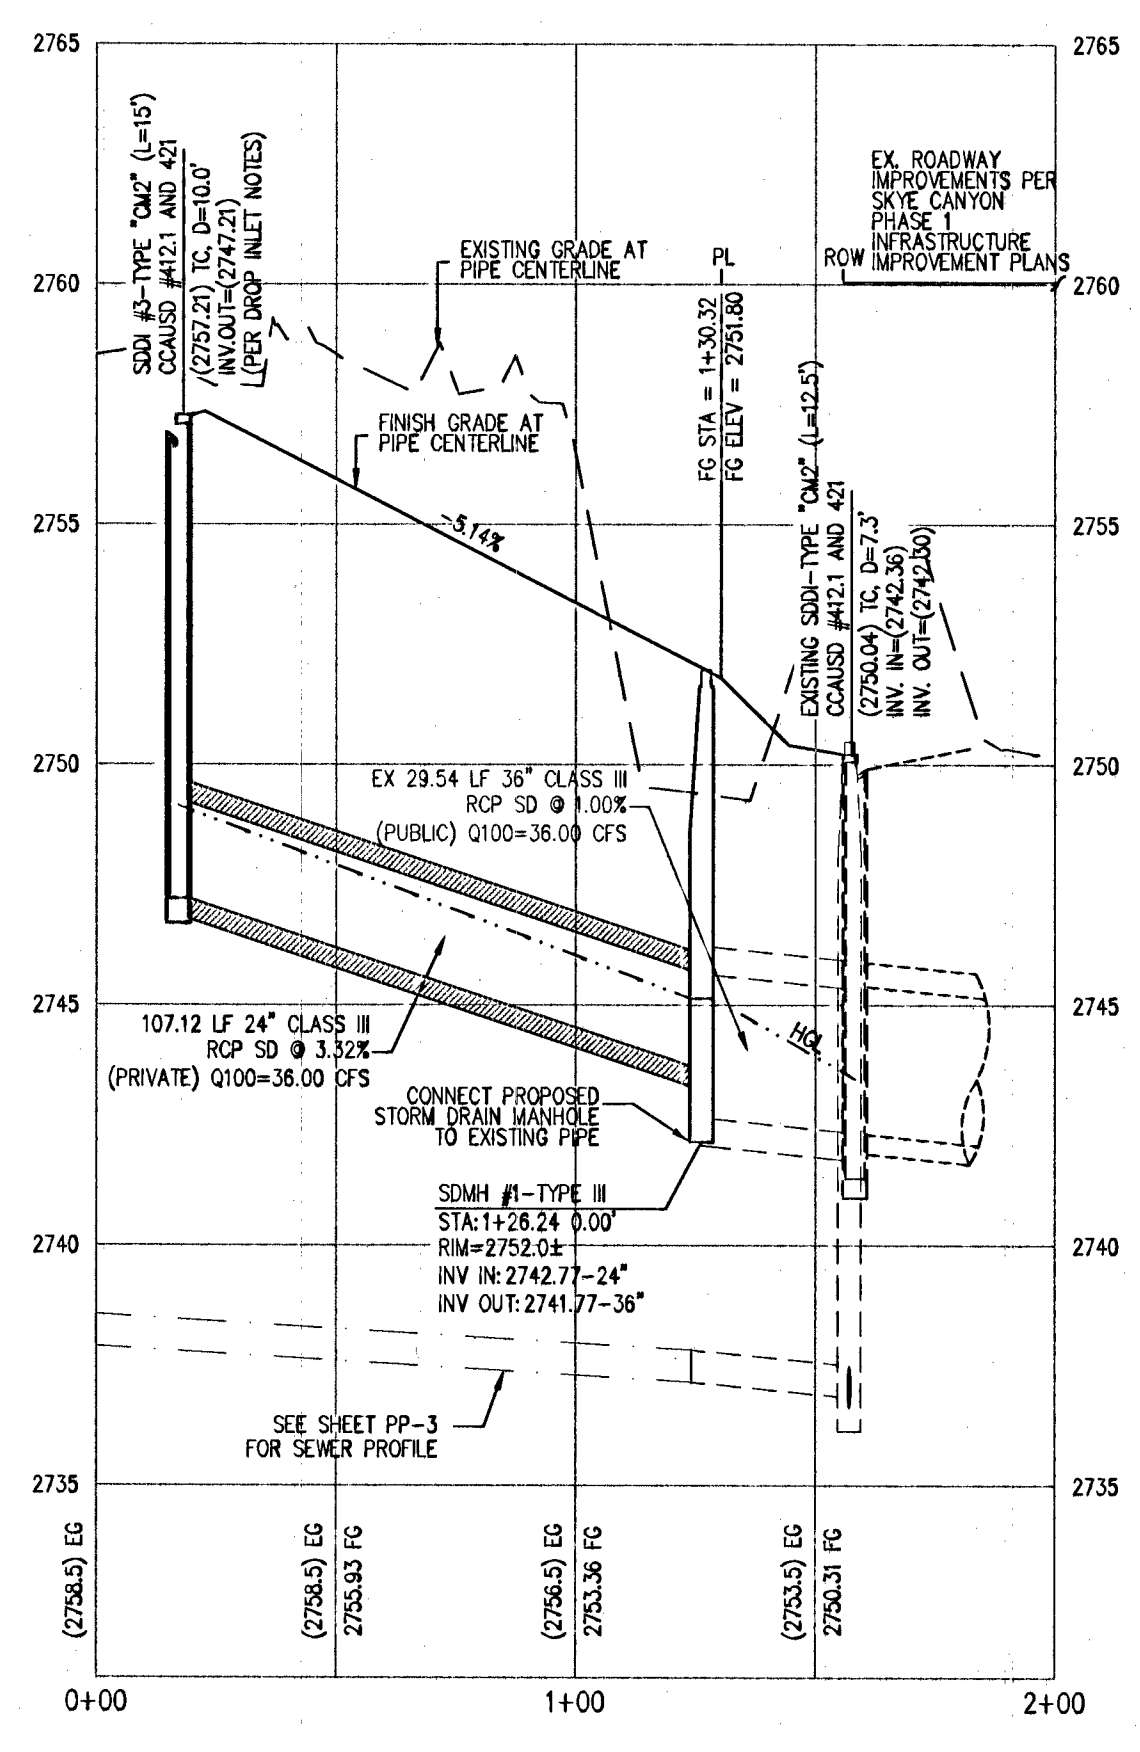 2765
2765
SDDI #3-TYPE "CM2" (L=15')
CCAUSD #412.1 AND 421
(2757.21) TC, D=10.0'
INV.OUT=(2747.21)
(PER DROP INLET NOTES)
EX. ROADWAY
IMPROVEMENTS PER
SKYE CANYON
PHASE 1
INFRASTRUCTURE
IMPROVEMENT PLANS
EXISTING GRADE AT
PIPE CENTERLINE
PL
ROW
2760
2760
FG STA = 1+30.32
FG ELEV = 2751.80
FINISH GRADE AT
PIPE CENTERLINE
EXISTING SDDI-TYPE "CM2" (L=12.5')
CCAUSD #412.1 AND 421
(2750.04) TC, D=7.3'
INV. IN=(2742.36)
INV. OUT=(2742.30)
2755
2755
-5.14%
2750
2750
EX 29.54 LF 36" CLASS III
RCP SD @ 1.00%
(PUBLIC) Q100=36.00 CFS
2745
2745
107.12 LF 24" CLASS III
RCP SD @ 3.32%
(PRIVATE) Q100=36.00 CFS
HGL
CONNECT PROPOSED
STORM DRAIN MANHOLE
TO EXISTING PIPE
SDMH #1-TYPE III
STA:1+26.24 0.00'
RIM=2752.0±
INV IN:2742.77-24"
INV OUT:2741.77-36"
2740
2740
SEE SHEET PP-3
FOR SEWER PROFILE
2735
2735
(2758.5) EG
(2758.5) EG
2755.93 FG
(2756.5) EG
2753.36 FG
(2753.5) EG
2750.31 FG
0+00
1+00
2+00